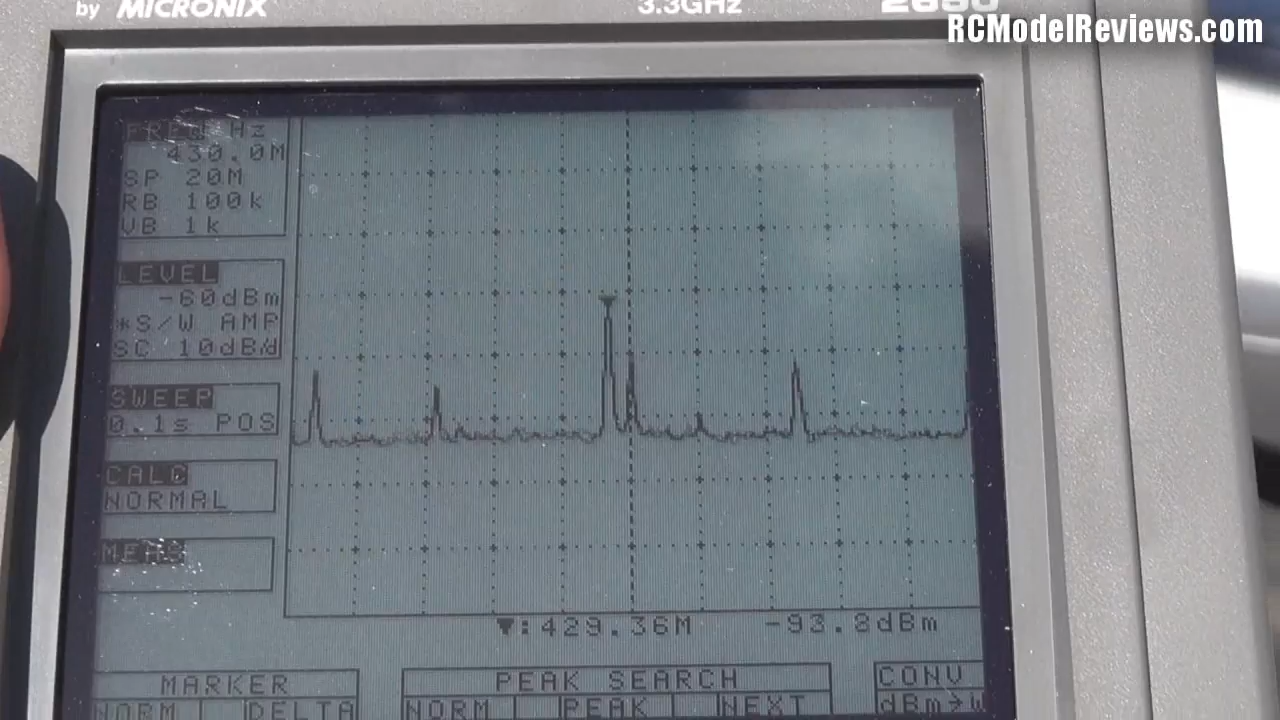 by MICRONIX
3.3GHz
2650
RCModelReviews.com
FREQ Hz
430.0M
SP 20M
RB 100k
VB 1k
LEVEL
-60dBm
*S/W AMP
SC 10dB/d
SWEEP
0.1s POS
CALC
NORMAL
MEAS
▼:429.36M -93.8dBm
MARKER
NORM DELTA
PEAK SEARCH
NORM PEAK NEXT
CONV
dBm→W